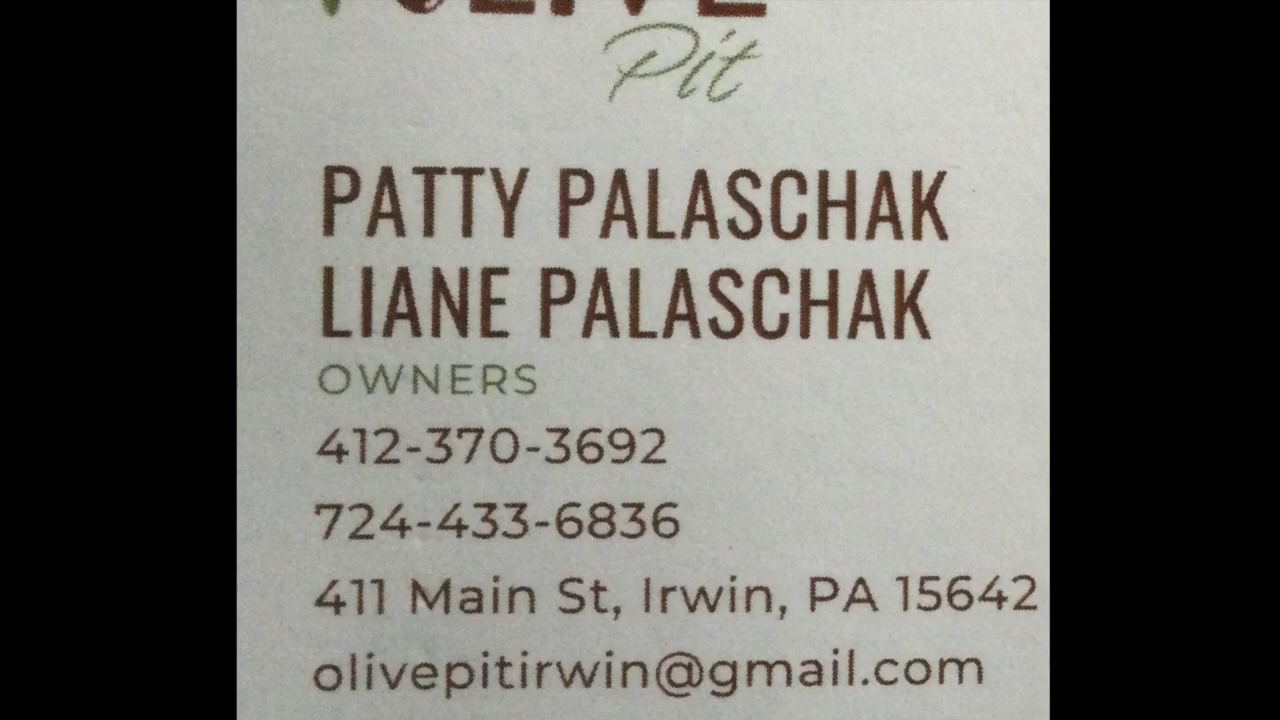 OLIVE
Pit
PATTY PALASCHAK
LIANE PALASCHAK
OWNERS
412-370-3692
724-433-6836
411 Main St, Irwin, PA 15642
olivepitirwin@gmail.com